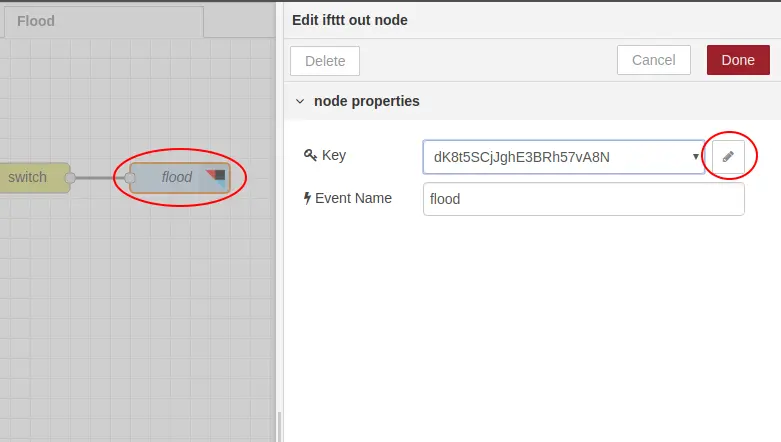 Flood
Edit ifttt out node
Delete
Cancel
Done
node properties
switch
flood
Key
dK8t5SCjJghE3BRh57vA8N
Event Name
flood